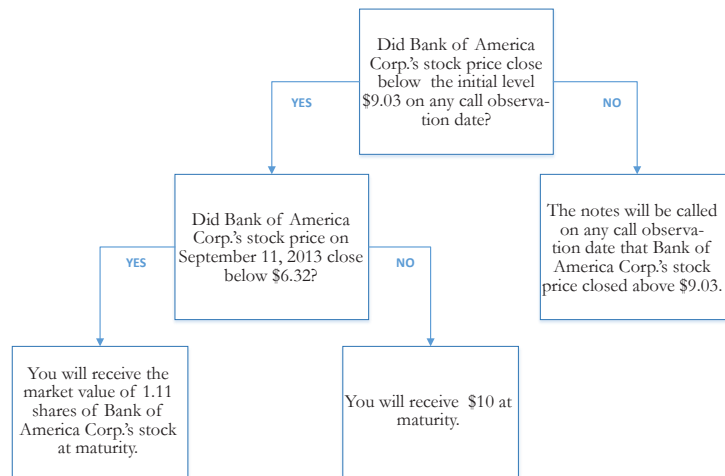 Did Bank of America
Corp.'s stock price close
below the initial level
$9.03 on any call observa-
tion date?
YES
NO
Did Bank of America
Corp.'s stock price on
September 11, 2013 close
below $6.32?
The notes will be called
on any call observa-
tion date that Bank of
America Corp.'s stock
price closed above $9.03.
YES
NO
You will receive the
market value of 1.11
shares of Bank of
America Corp.'s stock
at maturity.
You will receive $10 at
maturity.